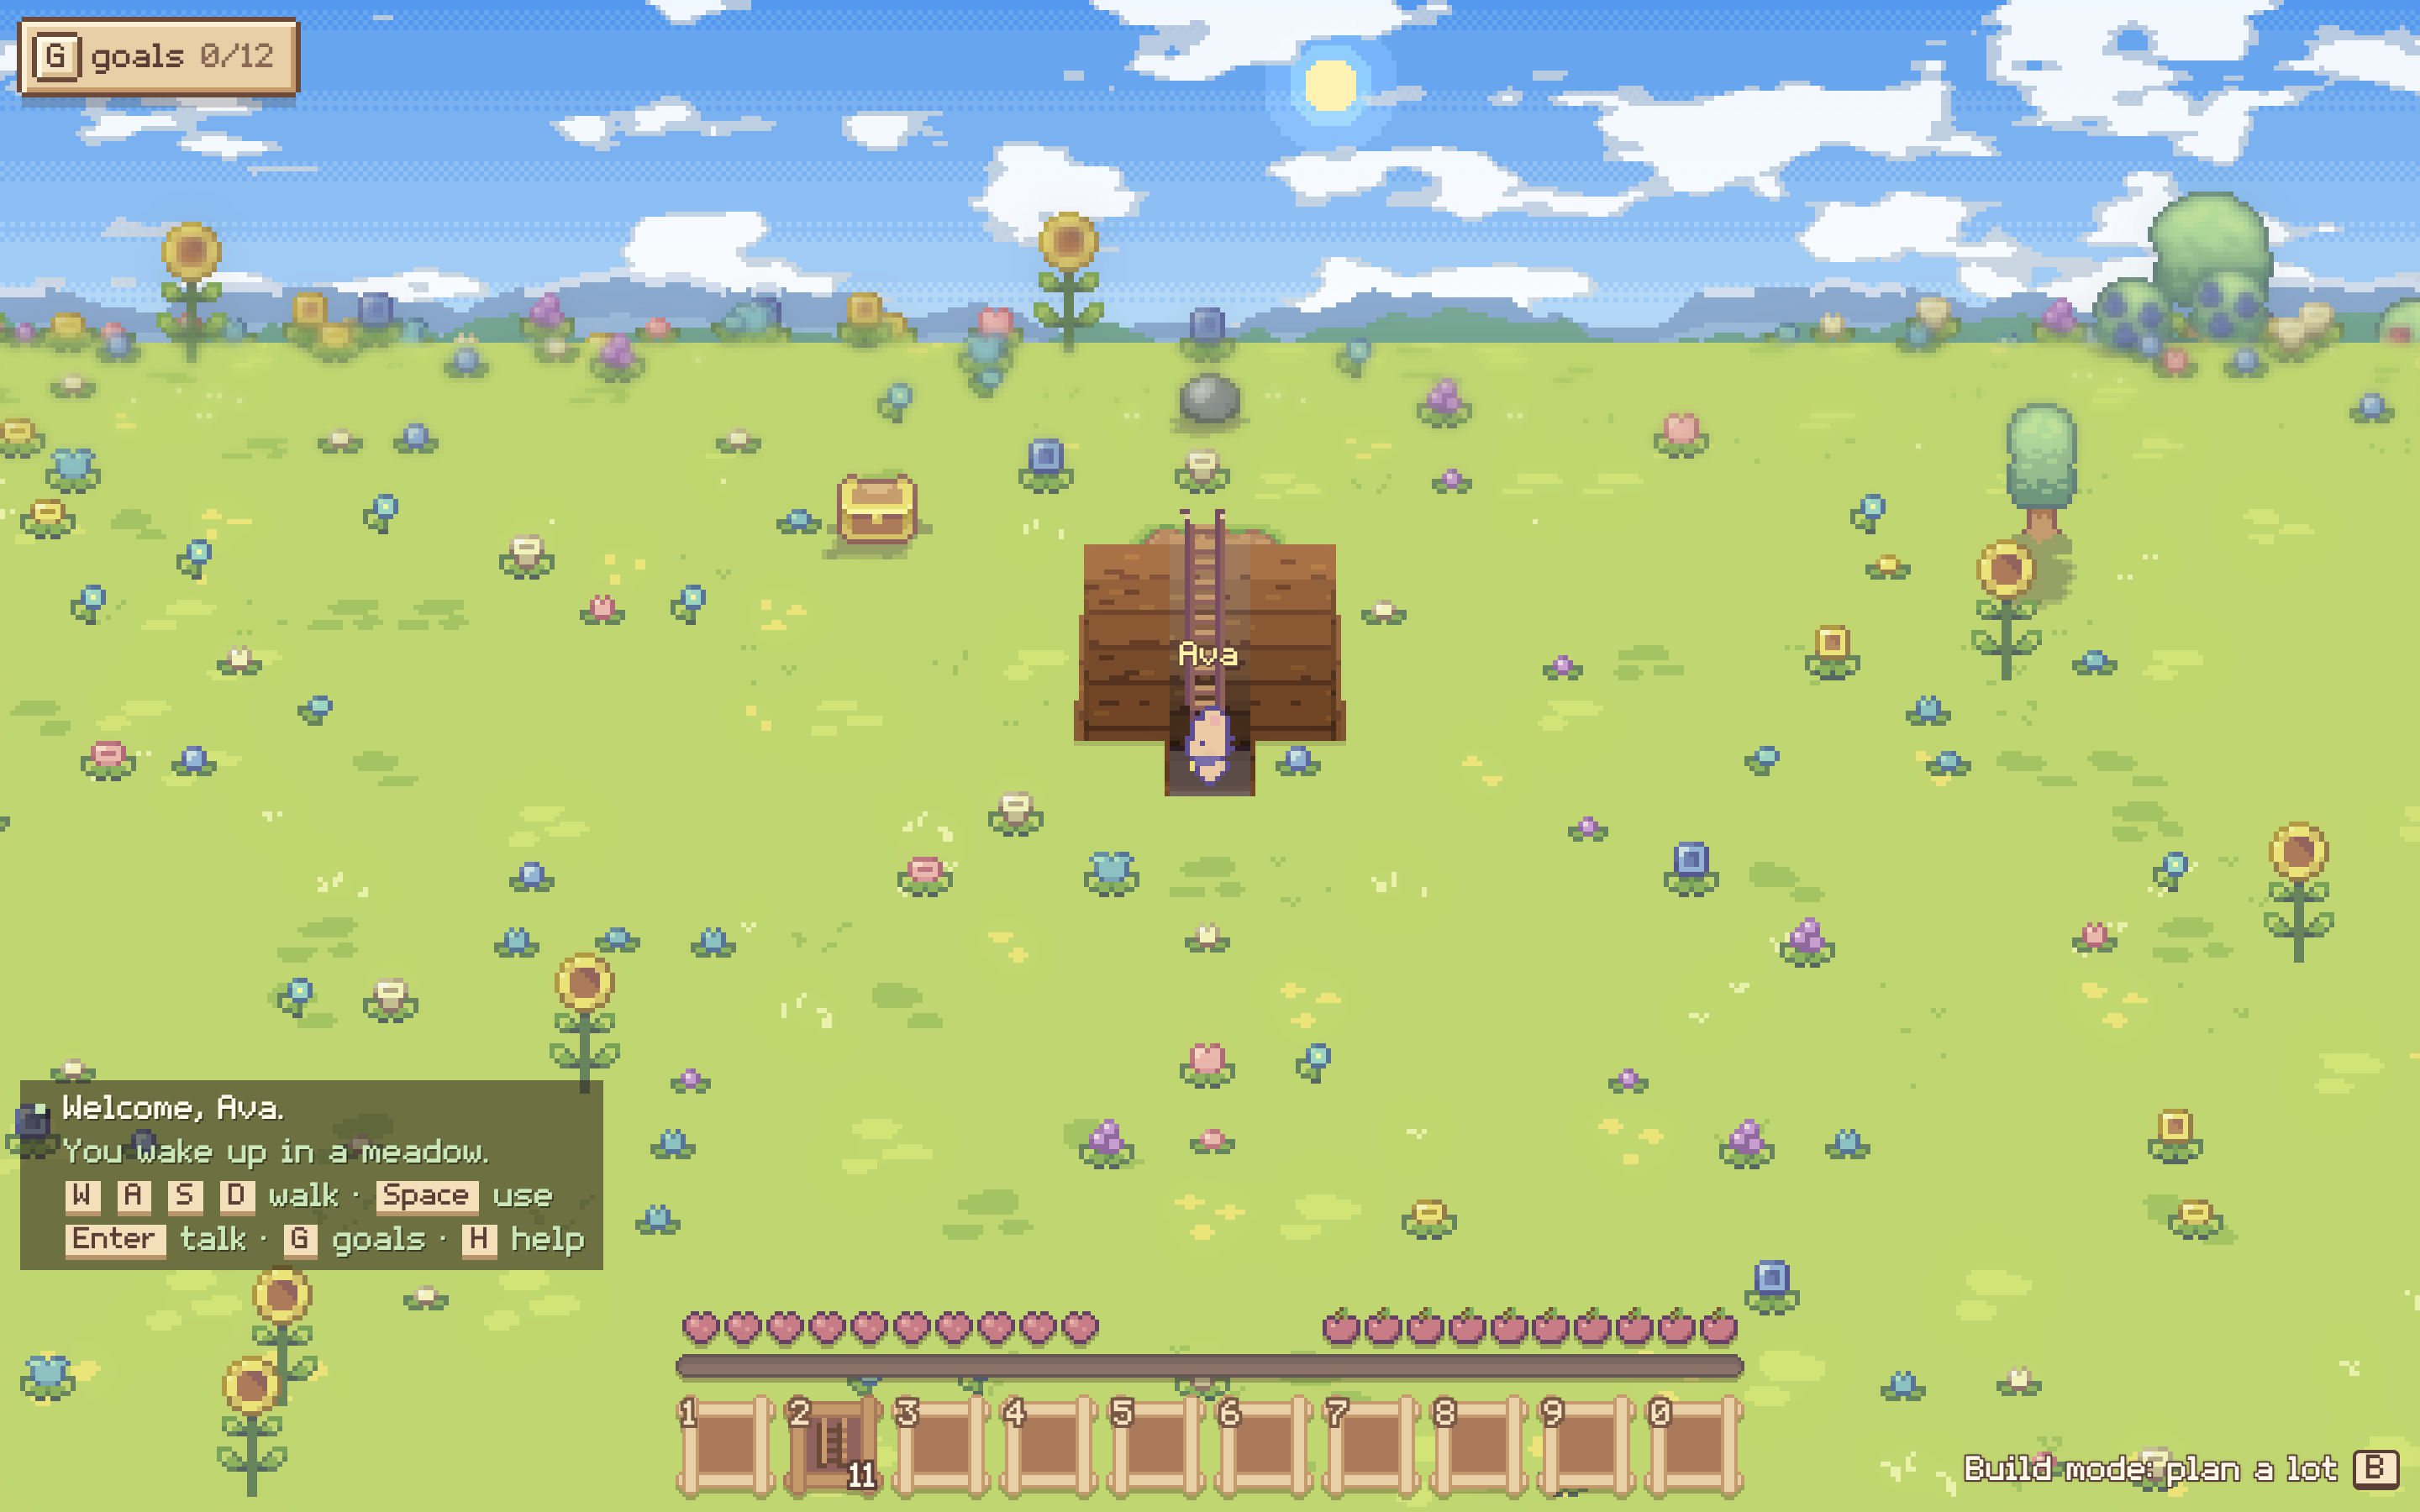 G goals 0/12
Ava
Welcome, Ava.
You wake up in a meadow.
W A S D walk · Space use
Enter talk · G goals · H help
1 2 3 4 5 6 7 8 9 0
11
Build mode: plan a lot B